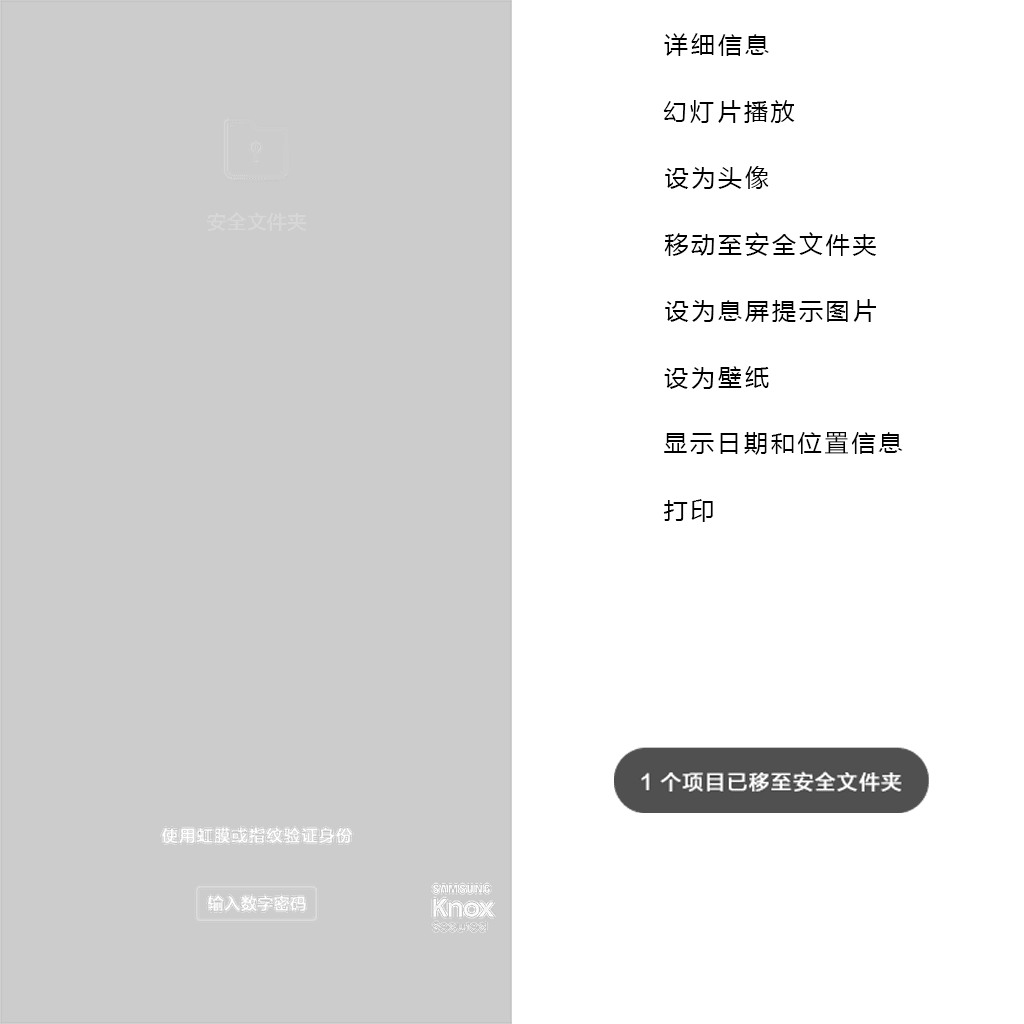 安全文件夹
使用虹膜或指纹验证身份
输入数字密码
SAMSUNG
Knox
详细信息
幻灯片播放
设为头像
移动至安全文件夹
设为息屏提示图片
设为壁纸
显示日期和位置信息
打印
1 个项目已移至安全文件夹